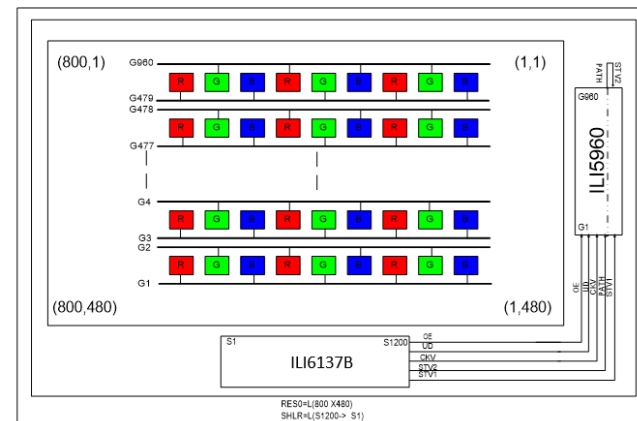 (800,1)
(1,1)
G960
R G B R G B R G B
G479
G478
R G B R G B R G B
G477
G4
R G B R G B R G B
G3
G2
R G B R G B R G B
G1
(800,480)
(1,480)
PATH
STV2
G960
ILI5960
G1
OE
UD
CKV
PATH
STV1
S1
S1200
ILI6137B
OE
UD
CKV
STV2
STV1
RES0=L(800 X480)
SHLR=L(S1200-> S1)